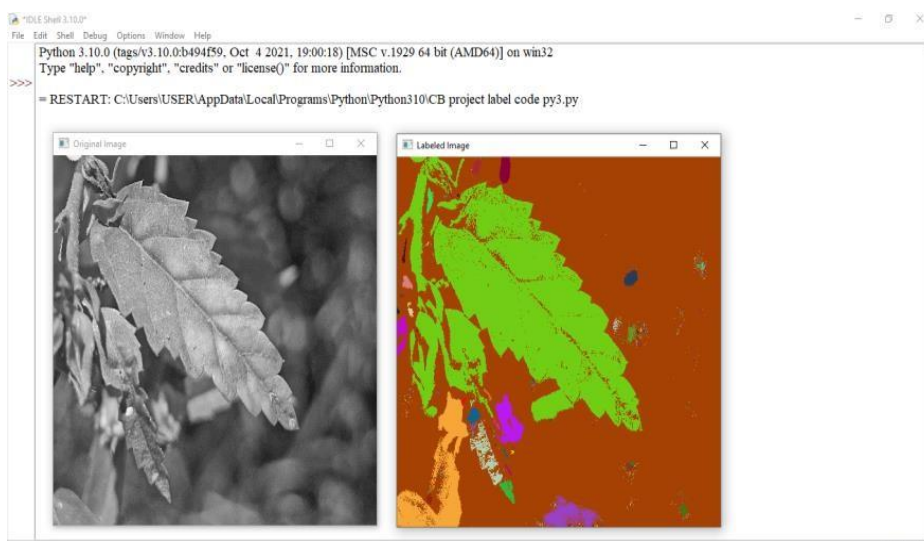 *IDLE Shell 3.10.0*
File Edit Shell Debug Options Window Help
Python 3.10.0 (tags/v3.10.0:b494f59, Oct 4 2021, 19:00:18) [MSC v.1929 64 bit (AMD64)] on win32
Type "help", "copyright", "credits" or "license()" for more information.
>>>
= RESTART: C:\Users\USER\AppData\Local\Programs\Python\Python310\CB project label code py3.py
Original Image
Labeled Image